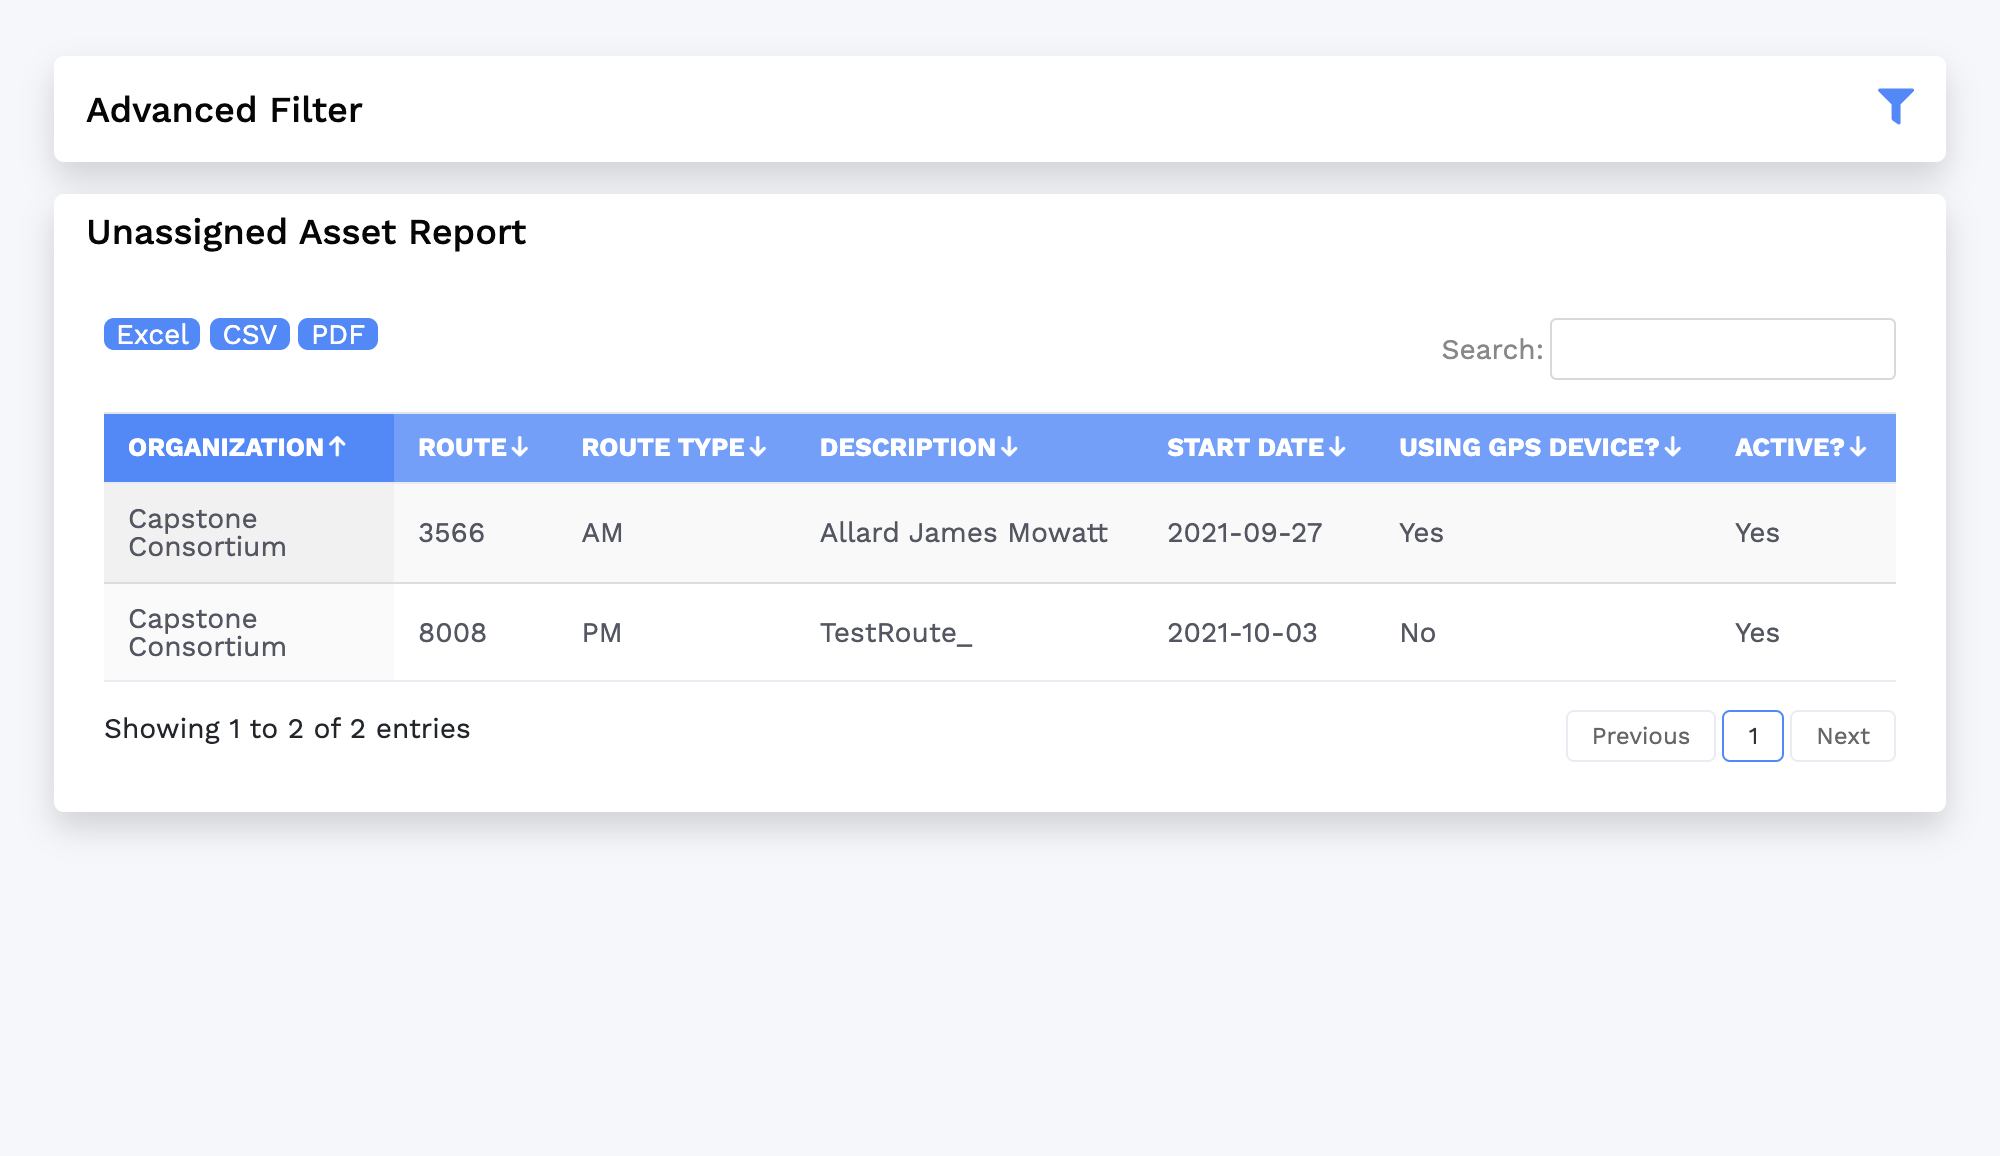 Advanced Filter
Unassigned Asset Report
Excel CSV PDF
Search:
ORGANIZATION↑ ROUTE↓ ROUTE TYPE↓ DESCRIPTION↓ START DATE↓ USING GPS DEVICE?↓ ACTIVE?↓
Capstone
Consortium
3566 AM Allard James Mowatt 2021-09-27 Yes Yes
Capstone
Consortium
8008 PM TestRoute_ 2021-10-03 No Yes
Showing 1 to 2 of 2 entries
Previous 1 Next